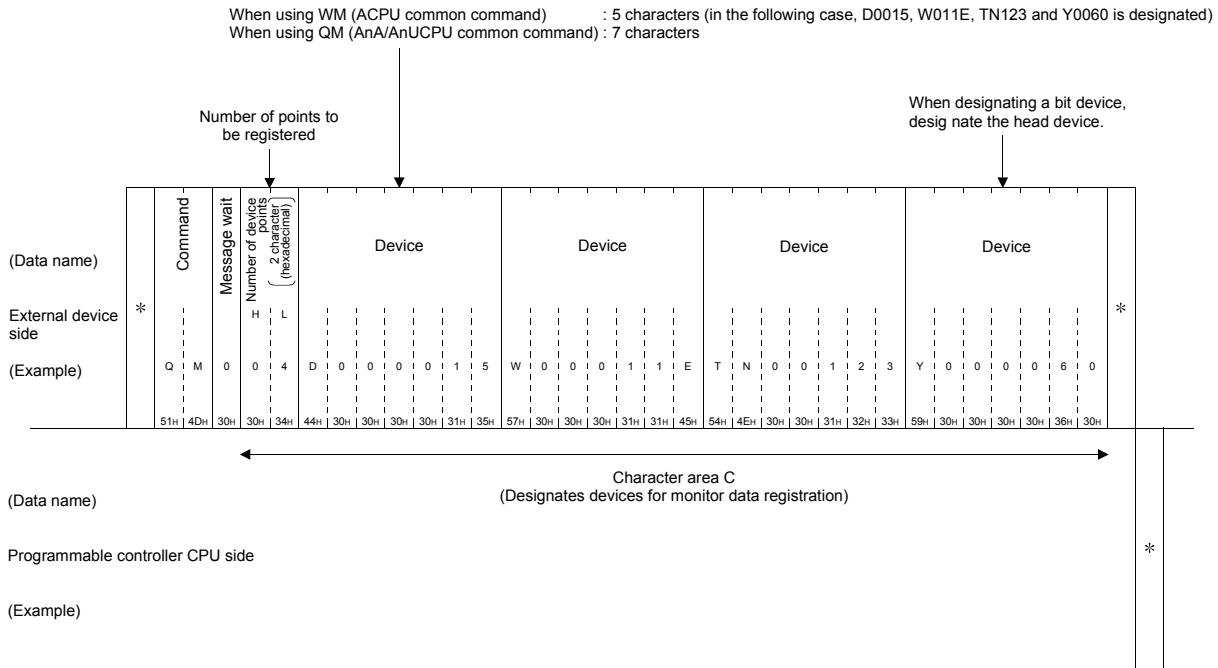 When using WM (ACPU common command) : 5 characters (in the following case, D0015, W011E, TN123 and Y0060 is designated)
When using QM (AnA/AnUCPU common command) : 7 characters
Number of points to
be registered
When designating a bit device,
desig nate the head device.
(Data name)
Command
Message wait
Number of device
points
2 character
(hexadecimal)
Device Device Device Device
External device
side
*
H L
*
(Example)
Q M 0 0 4 D 0 0 0 0 1 5 W 0 0 0 1 1 E T N 0 0 1 2 3 Y 0 0 0 0 6 0
51H 4DH 30H 30H 34H 44H 30H 30H 30H 30H 31H 35H 57H 30H 30H 30H 31H 31H 45H 54H 4EH 30H 30H 31H 32H 33H 59H 30H 30H 30H 30H 36H 30H
Character area C
(Designates devices for monitor data registration)
(Data name)
Programmable controller CPU side
*
(Example)